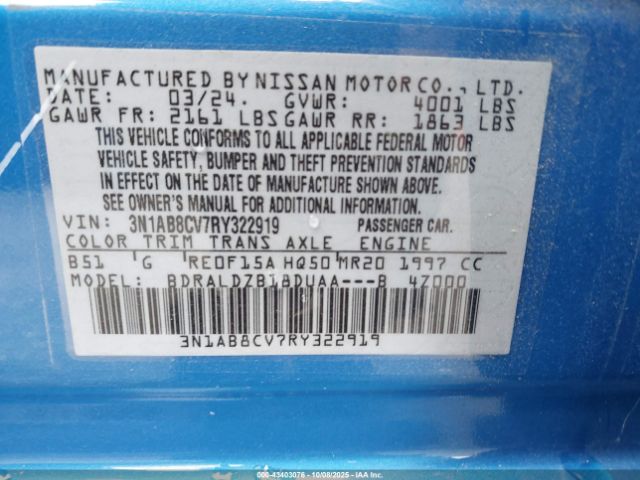 MANUFACTURED BY NISSAN MOTOR CO., LTD.
DATE: 03/24. GVWR: 4001 LBS
GAWR FR: 2161 LBS GAWR RR: 1863 LBS
THIS VEHICLE CONFORMS TO ALL APPLICABLE FEDERAL MOTOR
VEHICLE SAFETY, BUMPER AND THEFT PREVENTION STANDARDS
IN EFFECT ON THE DATE OF MANUFACTURE SHOWN ABOVE.
SEE OWNER'S MANUAL FOR ADDITIONAL INFORMATION.
VIN: 3N1AB8CV7RY322919 PASSENGER CAR.
COLOR TRIM TRANS AXLE ENGINE
B51 G RE0F15A HQ50 MR20 1997 CC
MODEL: BDRALDZB18DUAA---B 4Z000
3N1AB8CV7RY322919
000-43403076 - 10/08/2025 - IAA Inc.